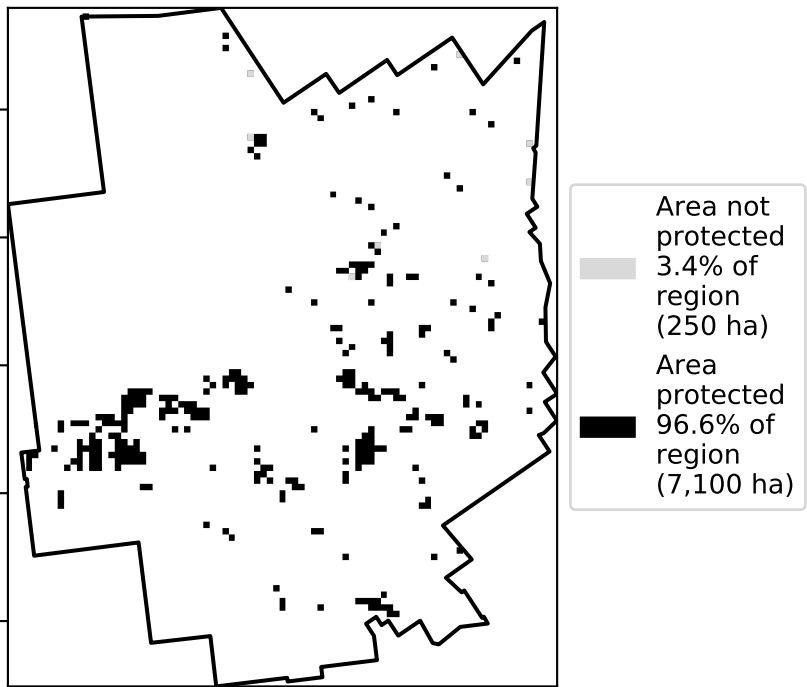 Area not
protected
3.4% of
region
(250 ha)
Area
protected
96.6% of
region
(7,100 ha)